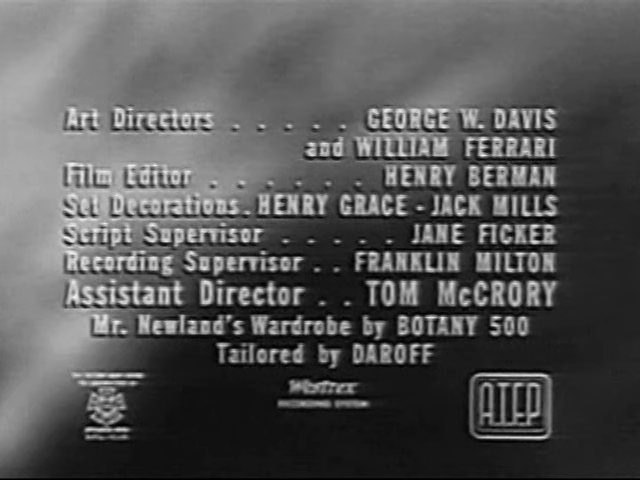 Art Directors . . . . . GEORGE W. DAVIS
and WILLIAM FERRARI
Film Editor . . . . . . HENRY BERMAN
Set Decorations. HENRY GRACE - JACK MILLS
Script Supervisor . . . . . JANE FICKER
Recording Supervisor . . FRANKLIN MILTON
Assistant Director . . TOM McCRORY
Mr. Newland's Wardrobe by BOTANY 500
Tailored by DAROFF
Westrex
RECORDING SYSTEM